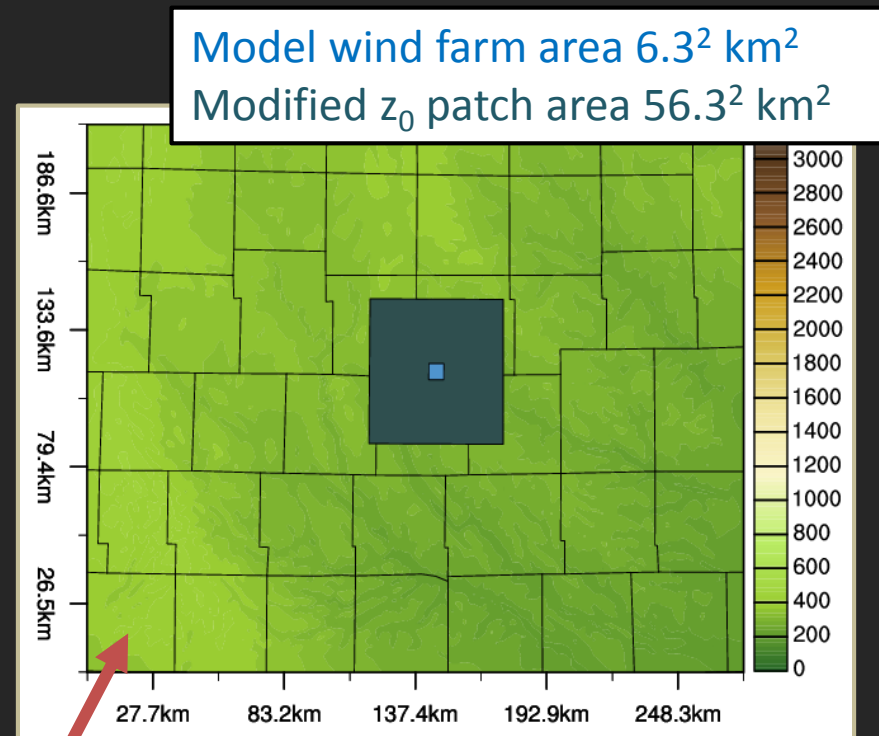 Model wind farm area 6.3² km²
Modified z₀ patch area 56.3² km²
186.6km
133.6km
79.4km
26.5km
27.7km 83.2km 137.4km 192.9km 248.3km
3000
2800
2600
2400
2200
2000
1800
1600
1400
1200
1000
800
600
400
200
0